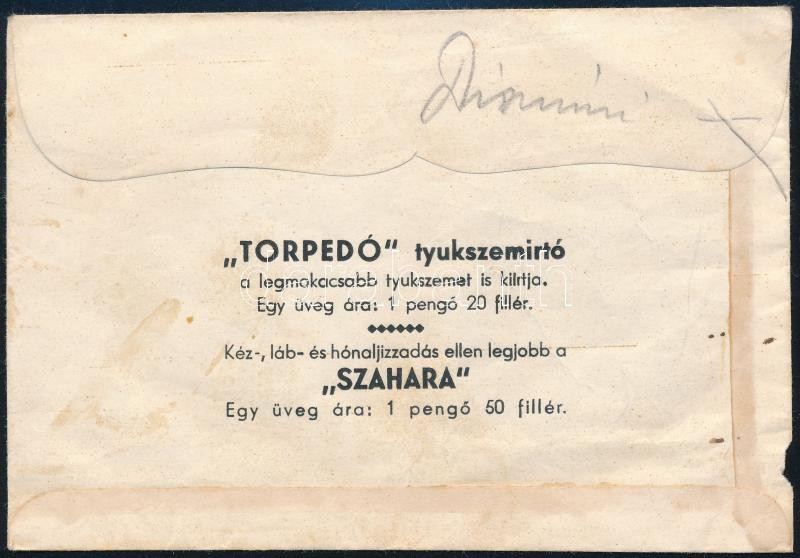 „TORPEDÓ“ tyukszemirtó
a legmakacsabb tyukszemet is kiirtja.
Egy üveg ára: 1 pengő 20 fillér.
Kéz-, láb- és hónaljizzadás ellen legjobb a
„SZAHARA“
Egy üveg ára: 1 pengő 50 fillér.